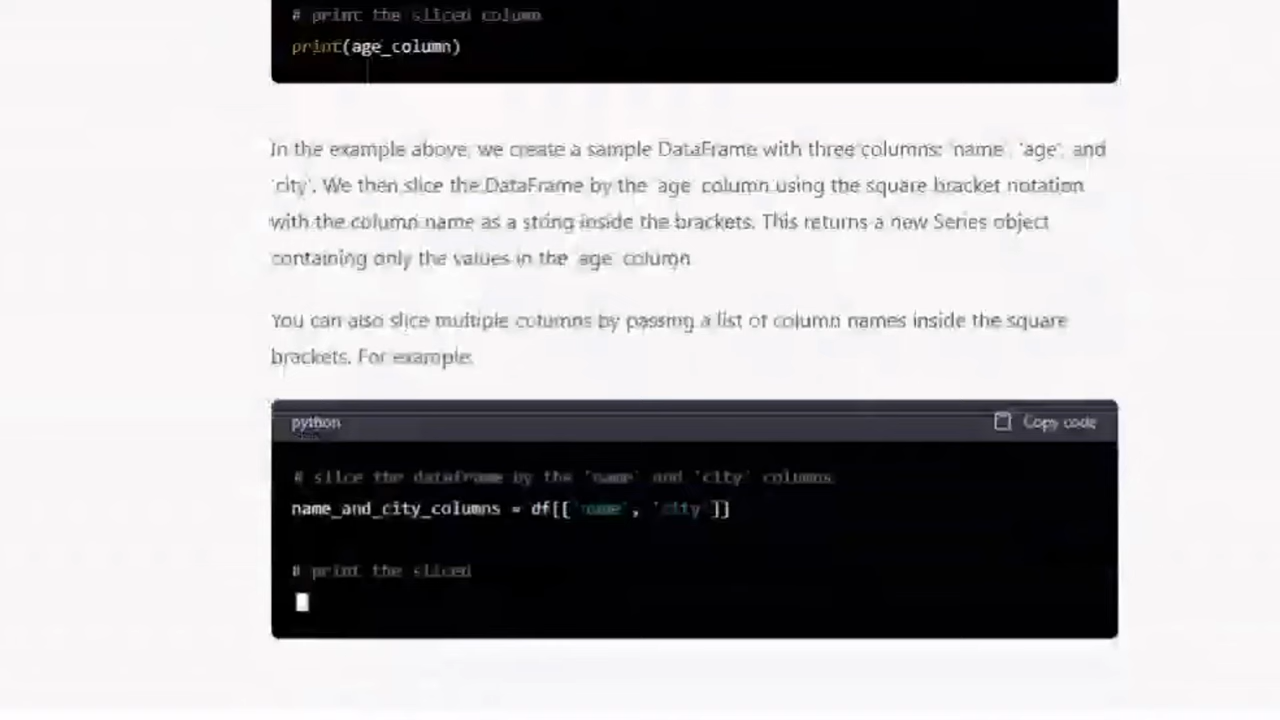 # print the sliced column
print(age_column)
In the example above, we create a sample DataFrame with three columns: 'name', 'age', and
'city'. We then slice the DataFrame by the 'age' column using the square bracket notation
with the column name as a string inside the brackets. This returns a new Series object
containing only the values in the 'age' column.
You can also slice multiple columns by passing a list of column names inside the square
brackets. For example:
python
Copy code
# slice the dataframe by the 'name' and 'city' columns
name_and_city_columns = df[['name', 'city']]
# print the sliced